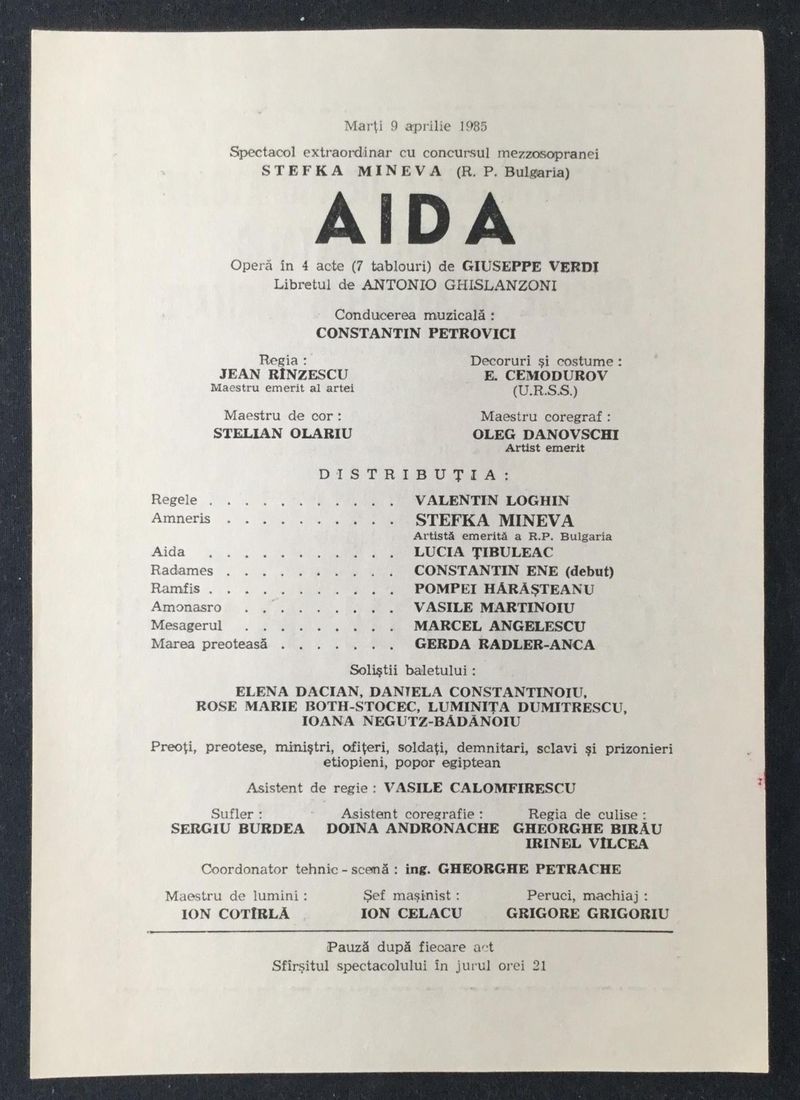 Marți 9 aprilie 1985
Spectacol extraordinar cu concursul mezzosopranei
STEFKA MINEVA (R. P. Bulgaria)
AIDA
Operă în 4 acte (7 tablouri) de GIUSEPPE VERDI
Libretul de ANTONIO GHISLANZONI
Conducerea muzicală :
CONSTANTIN PETROVICI
Regia :
JEAN RÎNZESCU
Maestru emerit al artei
Decoruri și costume :
E. CEMODUROV
(U.R.S.S.)
Maestru de cor :
STELIAN OLARIU
Maestru coregraf :
OLEG DANOVSCHI
Artist emerit
DISTRIBUȚIA :
Regele . . . . . . . . . . . VALENTIN LOGHIN
Amneris . . . . . . . . . . STEFKA MINEVA
Artistă emerită a R.P. Bulgaria
Aida . . . . . . . . . . . LUCIA ȚIBULEAC
Radames . . . . . . . . . . CONSTANTIN ENE (debut)
Ramfis . . . . . . . . . . . POMPEI HĂRĂȘTEANU
Amonasro . . . . . . . . . VASILE MARTINOIU
Mesagerul . . . . . . . . . MARCEL ANGELESCU
Marea preoteasă . . . . . . . GERDA RADLER-ANCA
Soliștii baletului :
ELENA DACIAN, DANIELA CONSTANTINOIU,
ROSE MARIE BOTH-STOCEC, LUMINIȚA DUMITRESCU,
IOANA NEGUTZ-BĂDĂNOIU
Preoți, preotese, miniștri, ofițeri, soldați, demnitari, sclavi și prizonieri
etiopieni, popor egiptean
Asistent de regie : VASILE CALOMFIRESCU
Sufler :
SERGIU BURDEA
Asistent coregrafie :
DOINA ANDRONACHE
Regia de culise :
GHEORGHE BIRĂU
IRINEL VÎLCEA
Coordonator tehnic - scenă : ing. GHEORGHE PETRACHE
Maestru de lumini :
ION COTÎRLĂ
Șef mașinist :
ION CELACU
Peruci, machiaj :
GRIGORE GRIGORIU
Pauză după fiecare act
Sfîrșitul spectacolului în jurul orei 21